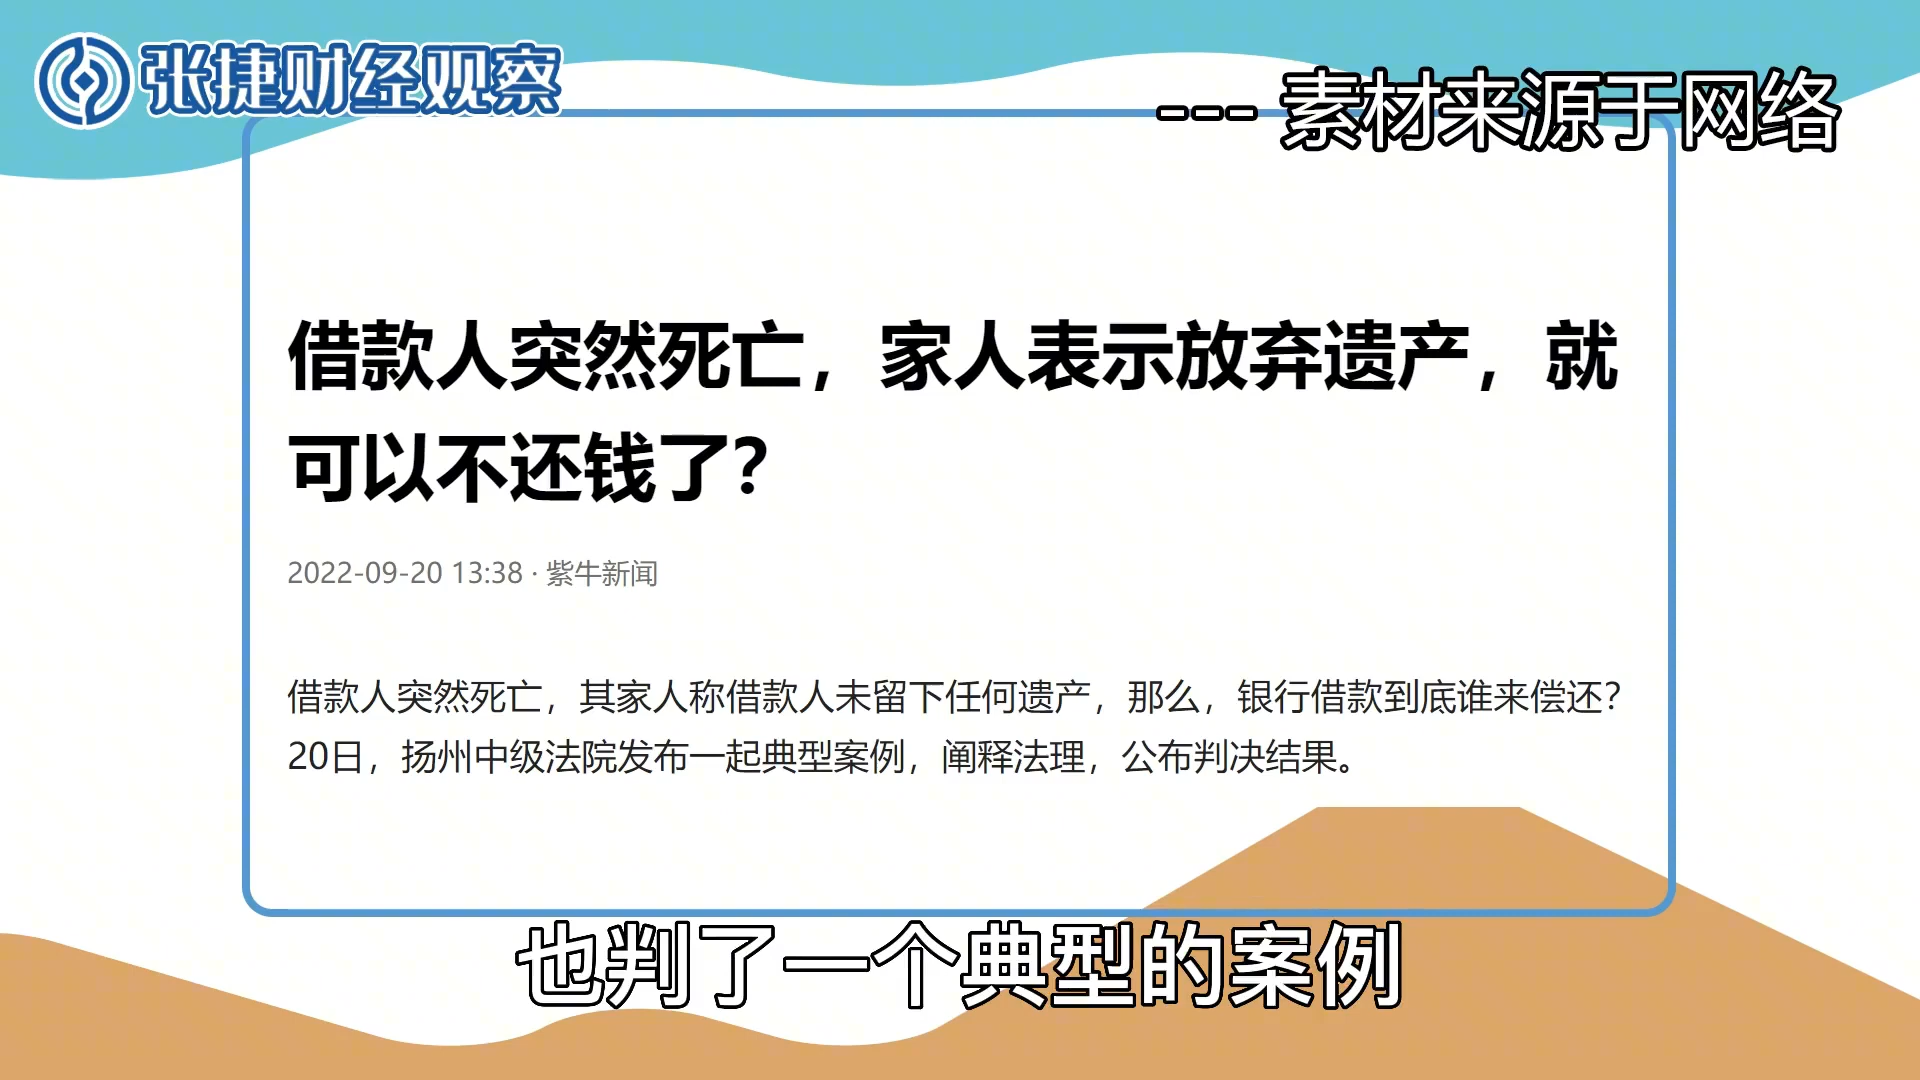 张捷财经观察
--- 素材来源于网络
借款人突然死亡，家人表示放弃遗产，就
可以不还钱了？
2022-09-20 13:38 · 紫牛新闻
借款人突然死亡，其家人称借款人未留下任何遗产，那么，银行借款到底谁来偿还？
20日，扬州中级法院发布一起典型案例，阐释法理，公布判决结果。
也判了一个典型的案例